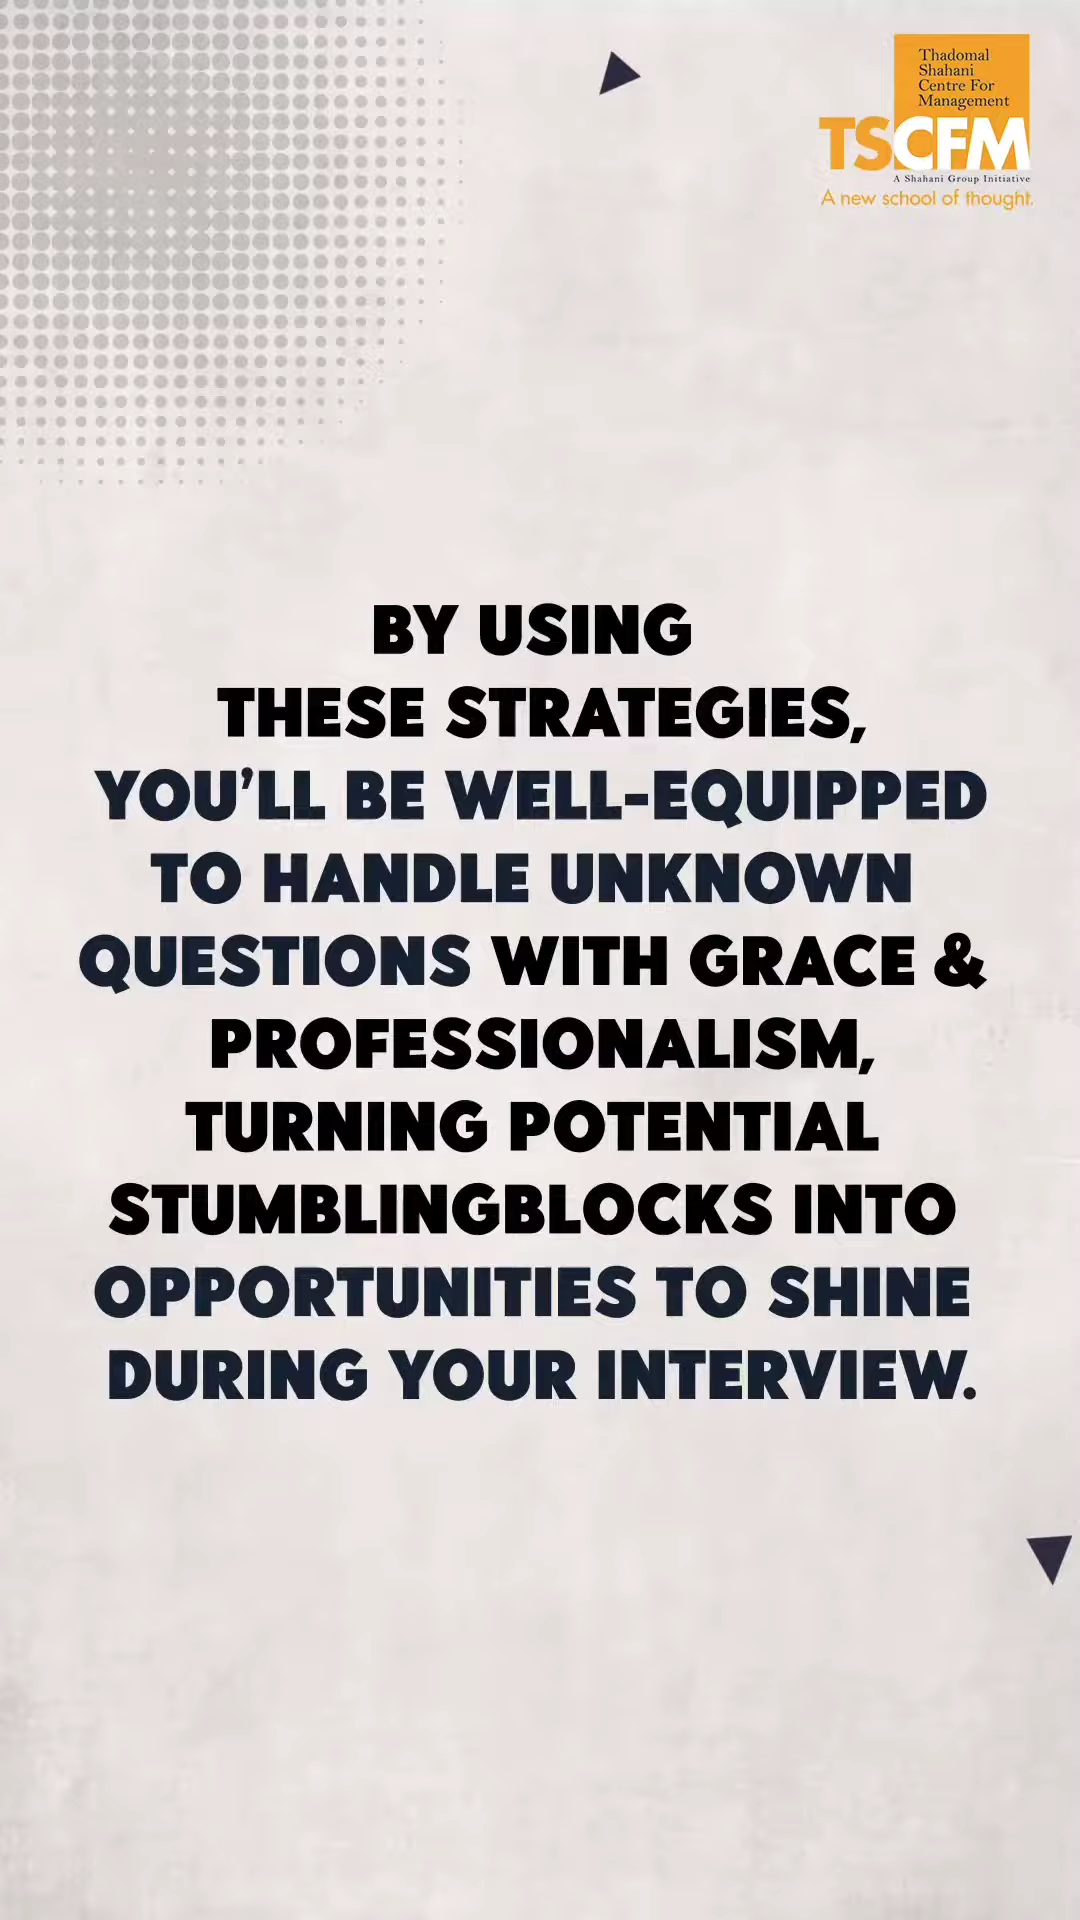 Thadomal
Shahani
Centre For
Management
TSCFM
A Shahani Group Initiative
A new school of thought.
BY USING
THESE STRATEGIES,
YOU'LL BE WELL-EQUIPPED
TO HANDLE UNKNOWN
QUESTIONS WITH GRACE &
PROFESSIONALISM,
TURNING POTENTIAL
STUMBLINGBLOCKS INTO
OPPORTUNITIES TO SHINE
DURING YOUR INTERVIEW.